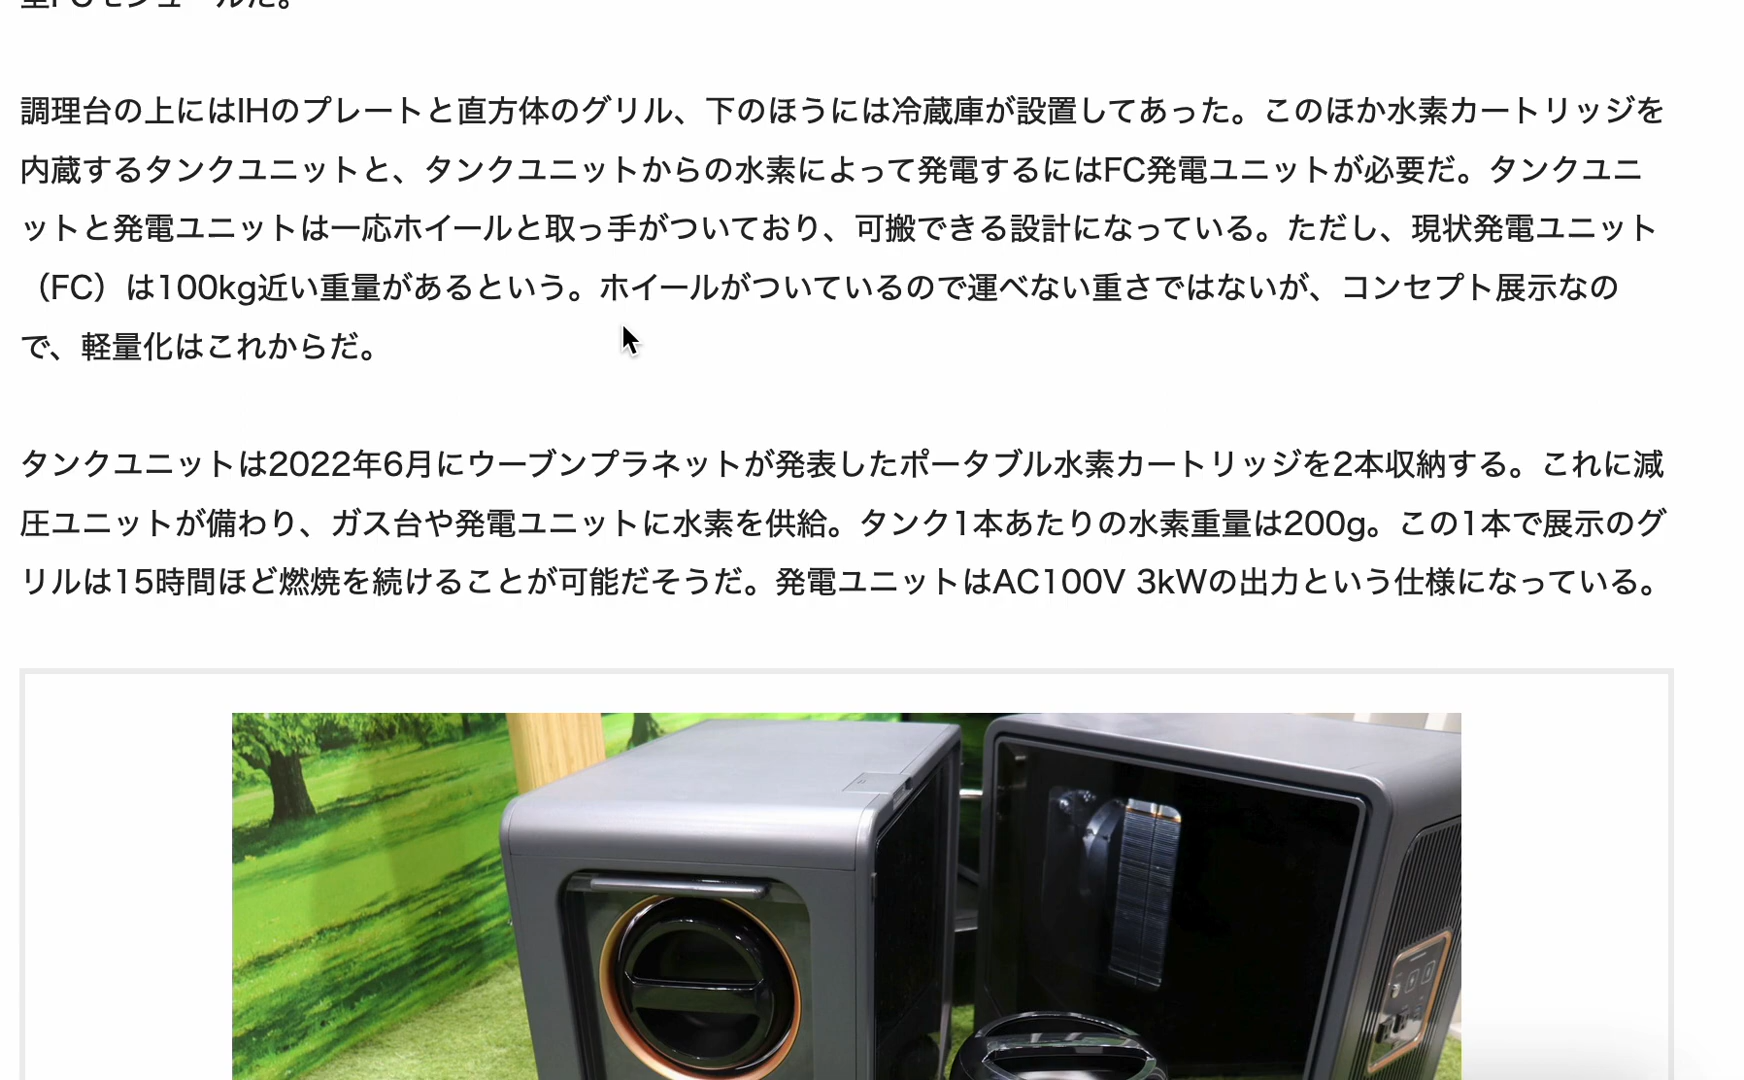 型FCモジュールだ。
調理台の上にはIHのプレートと直方体のグリル、下のほうには冷蔵庫が設置してあった。このほか水素カートリッジを
内蔵するタンクユニットと、タンクユニットからの水素によって発電するにはFC発電ユニットが必要だ。タンクユニ
ットと発電ユニットは一応ホイールと取っ手がついており、可搬できる設計になっている。ただし、現状発電ユニット
（FC）は100kg近い重量があるという。ホイールがついているので運べない重さではないが、コンセプト展示なの
で、軽量化はこれからだ。
タンクユニットは2022年6月にウーブンプラネットが発表したポータブル水素カートリッジを2本収納する。これに減
圧ユニットが備わり、ガス台や発電ユニットに水素を供給。タンク1本あたりの水素重量は200g。この1本で展示のグ
リルは15時間ほど燃焼を続けることが可能だそうだ。発電ユニットはAC100V 3kWの出力という仕様になっている。